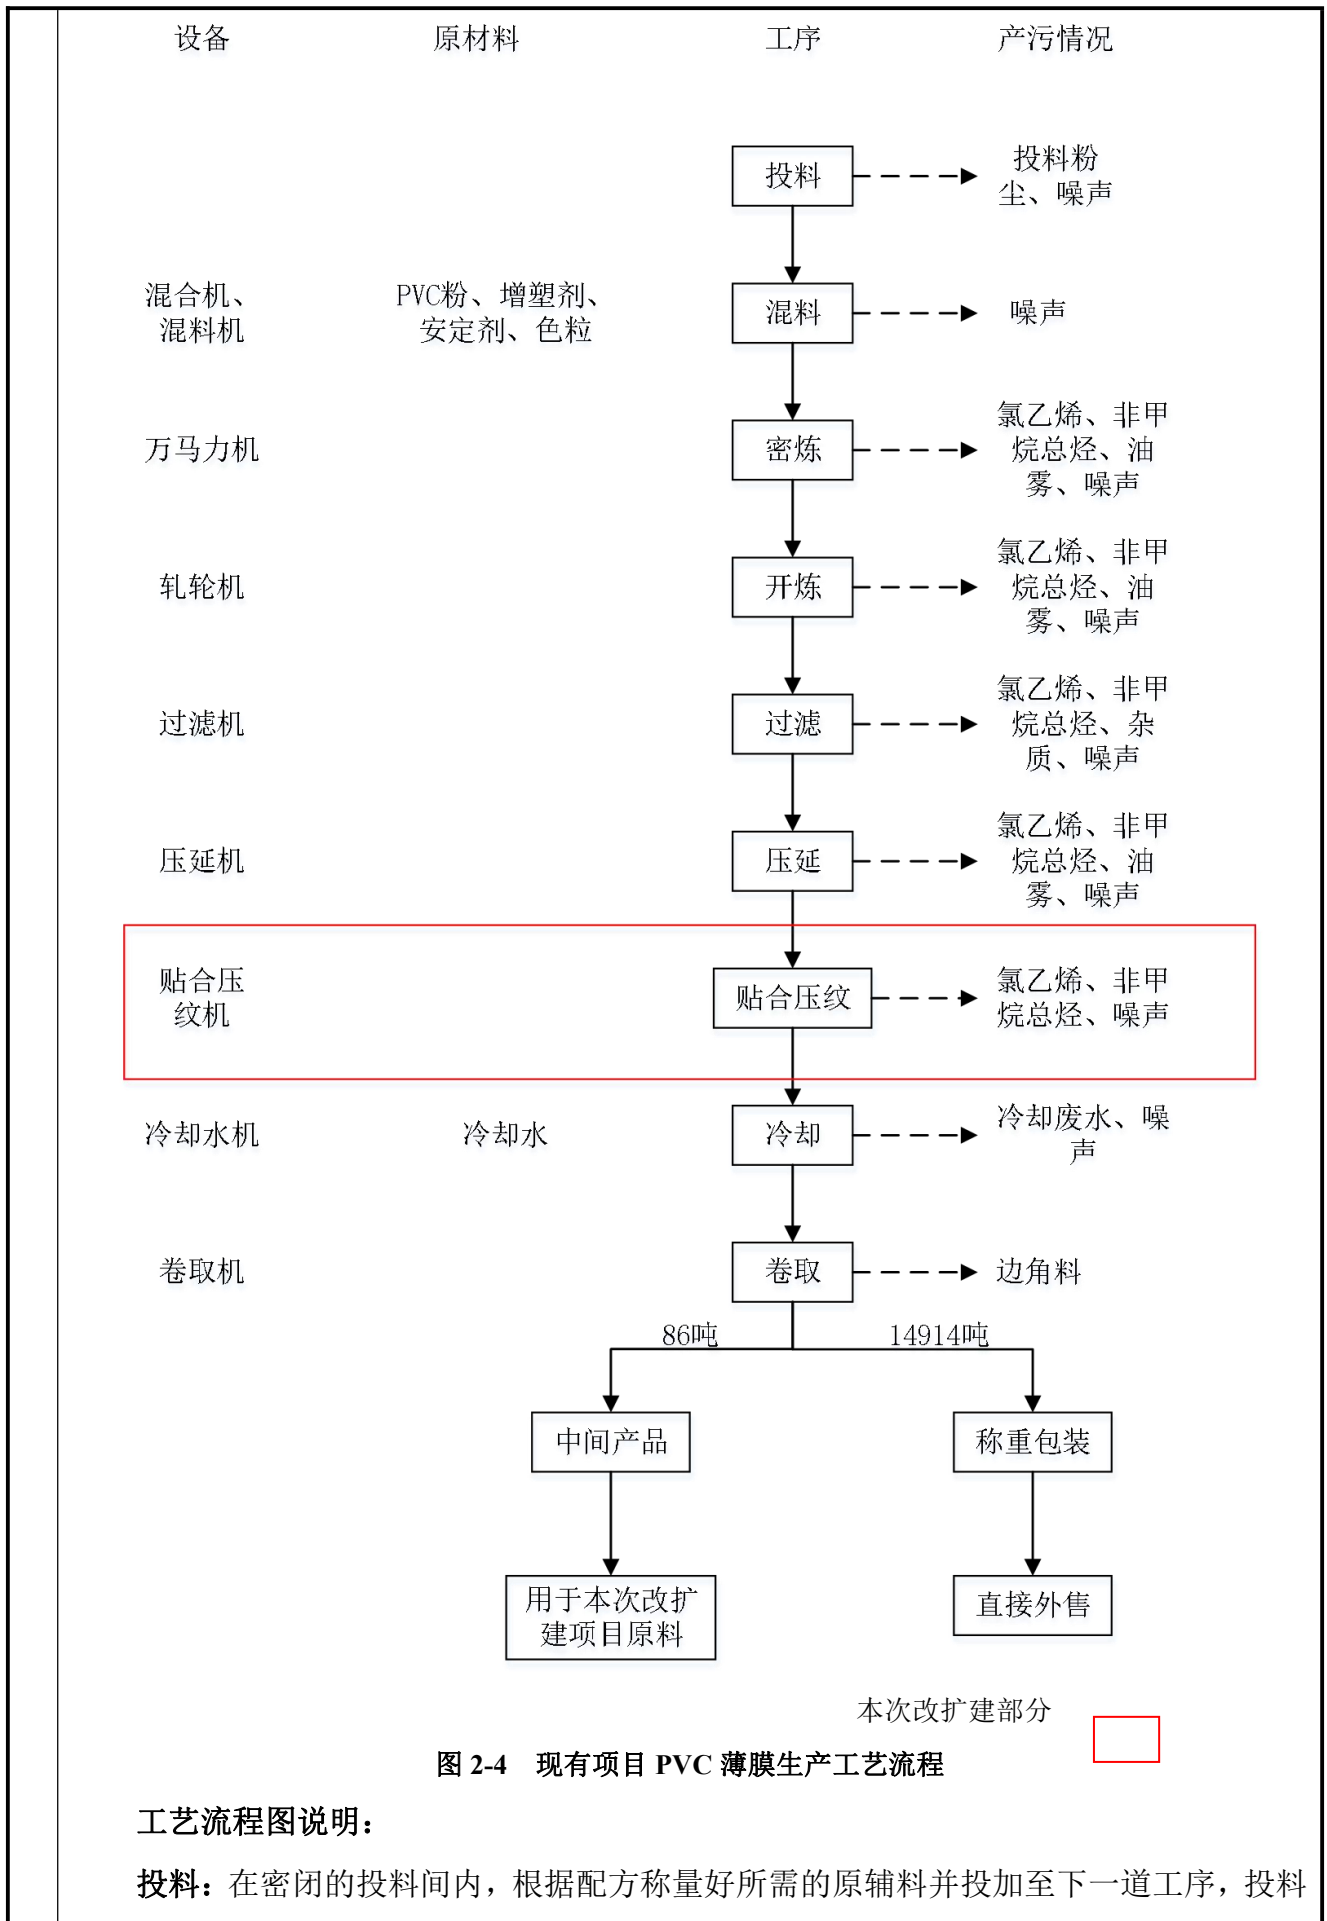 设备 原材料 工序 产污情况
投料 投料粉
尘、噪声
混合机、
混料机
PVC粉、增塑剂、
安定剂、色粒
混料 噪声
万马力机 密炼
氯乙烯、非甲
烷总烃、油
雾、噪声
轧轮机 开炼
氯乙烯、非甲
烷总烃、油
雾、噪声
过滤机 过滤
氯乙烯、非甲
烷总烃、杂
质、噪声
压延机 压延
氯乙烯、非甲
烷总烃、油
雾、噪声
贴合压
纹机
贴合压纹
氯乙烯、非甲
烷总烃、噪声
冷却水机 冷却水 冷却
冷却废水、噪
声
卷取机 卷取 边角料
86吨 14914吨
中间产品 称重包装
用于本次改扩
建项目原料
直接外售
本次改扩建部分
图 2-4 现有项目 PVC 薄膜生产工艺流程
工艺流程图说明：
投料：在密闭的投料间内，根据配方称量好所需的原辅料并投加至下一道工序，投料